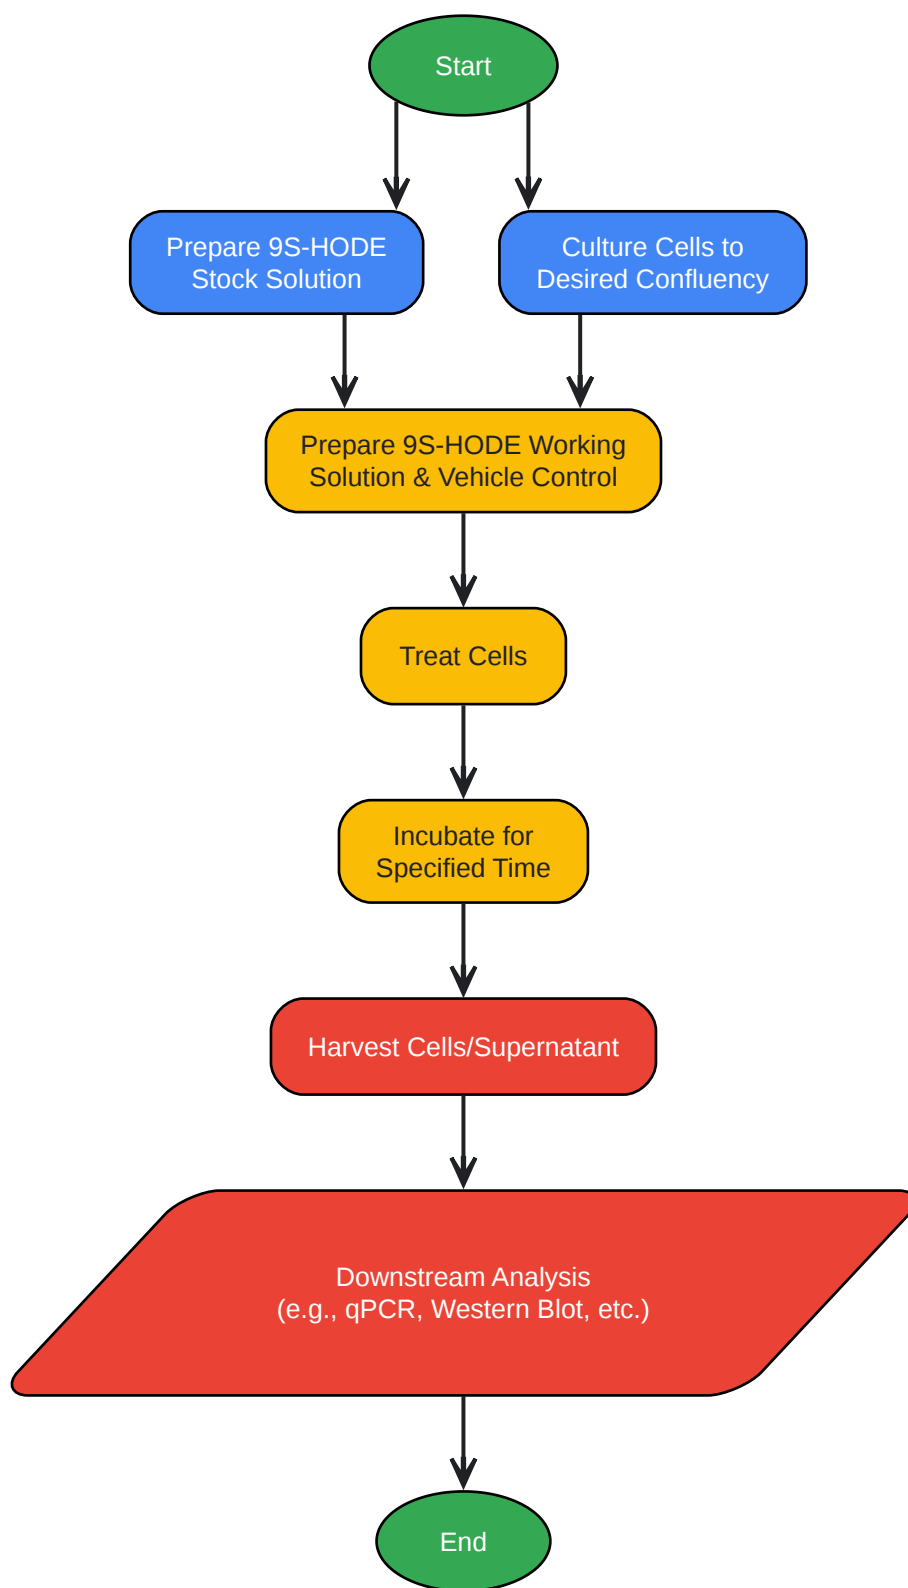 Start
Prepare 9S-HODE
Stock Solution
Culture Cells to
Desired Confluency
Prepare 9S-HODE Working
Solution & Vehicle Control
Treat Cells
Incubate for
Specified Time
Harvest Cells/Supernatant
Downstream Analysis
(e.g., qPCR, Western Blot, etc.)
End